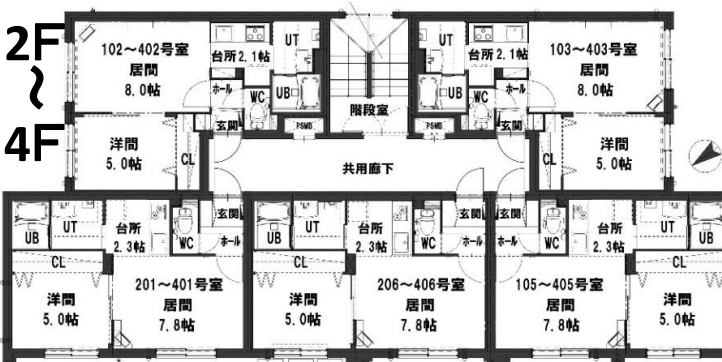 2F
～
4F
102～402号室
居間
8.0帖
台所
2.1帖
UT
UB
ホール
WC
玄関
PSMB
階段室
UT
台所
2.1帖
UB
WC
ホール
玄関
PSMB
103～403号室
居間
8.0帖
洋間
5.0帖
CL
共用廊下
CL
洋間
5.0帖
UB
UT
台所
2.3帖
WC
玄関
ホール
CL
洋間
5.0帖
201～401号室
居間
7.8帖
UB
UT
台所
2.3帖
WC
玄関
ホール
CL
洋間
5.0帖
206～406号室
居間
7.8帖
玄関
ホール
WC
台所
2.3帖
UT
UB
CL
105～405号室
居間
7.8帖
洋間
5.0帖